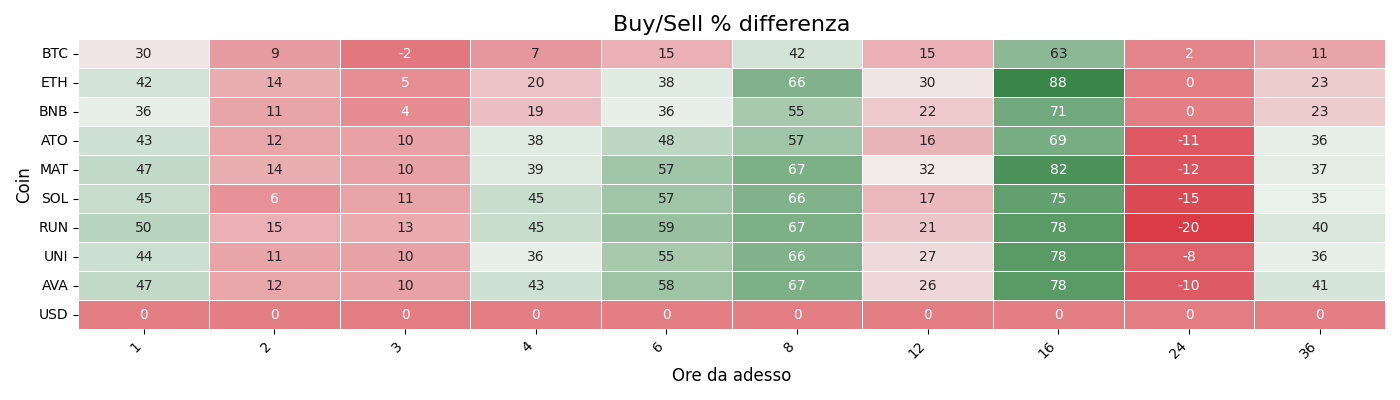 Buy/Sell % differenza
Coin
BTC 30 9 -2 7 15 42 15 63 2 11
ETH 42 14 5 20 38 66 30 88 0 23
BNB 36 11 4 19 36 55 22 71 0 23
ATO 43 12 10 38 48 57 16 69 -11 36
MAT 47 14 10 39 57 67 32 82 -12 37
SOL 45 6 11 45 57 66 17 75 -15 35
RUN 50 15 13 45 59 67 21 78 -20 40
UNI 44 11 10 36 55 66 27 78 -8 36
AVA 47 12 10 43 58 67 26 78 -10 41
USD 0 0 0 0 0 0 0 0 0 0
1 2 3 4 6 8 12 16 24 36
Ore da adesso